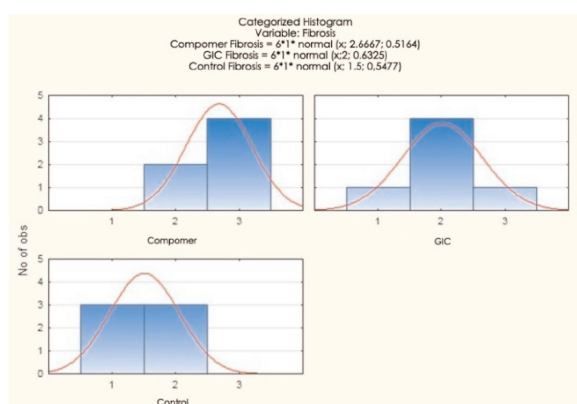 Categorized Histogram
Variable: Fibrosis
Compomer Fibrosis = 6*1* normal (x; 2.6667; 0.5164)
GIC Fibrosis = 6*1* normal (x;2; 0.6325)
Control Fibrosis = 6*1* normal (x; 1.5; 0,5477)
5
4
3
2
1
0
1 2 3
Compomer
1 2 3
GIC
No of obs
5
4
3
2
1
0
1 2 3
Control